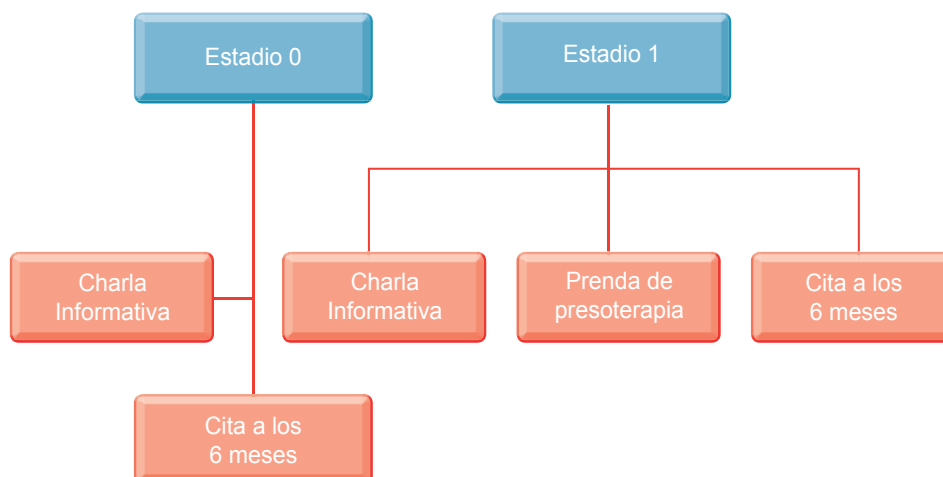 Estadio 0
Estadio 1
Charla
Informativa
Charla
Informativa
Prenda de
presoterapia
Cita a los
6 meses
Cita a los
6 meses